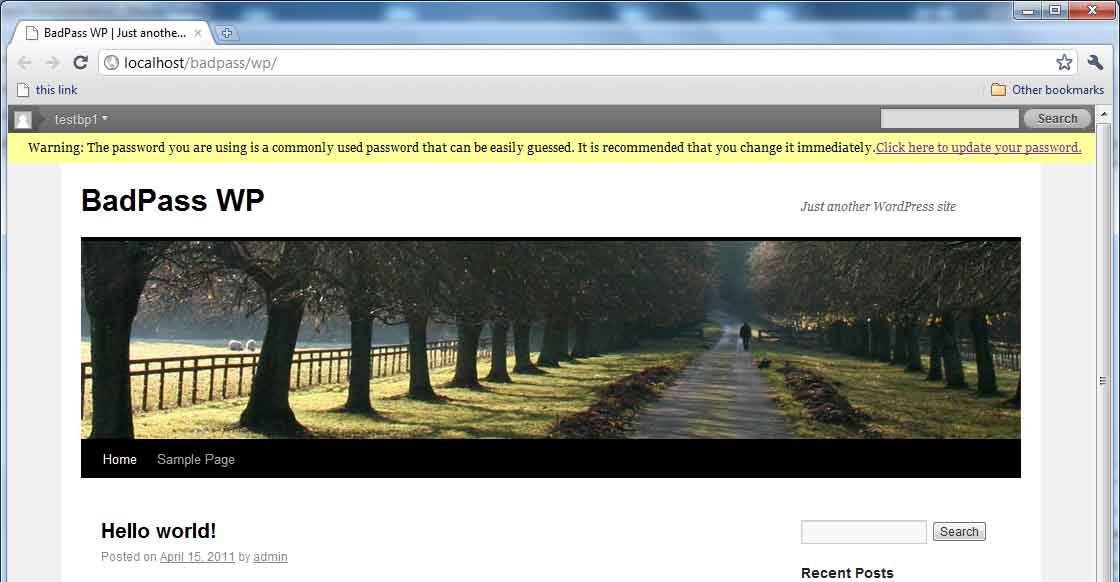 BadPass WP | Just anothe...
localhost/badpass/wp/
this link
Other bookmarks
testbp1
Search
Warning: The password you are using is a commonly used password that can be easily guessed. It is recommended that you change it immediately.Click here to update your password.
BadPass WP
Just another WordPress site
Home Sample Page
Hello world!
Posted on April 15, 2011 by admin
Search
Recent Posts